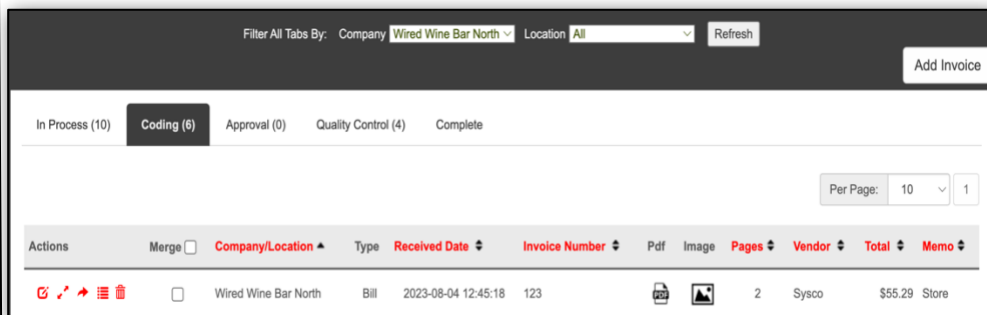 Filter All Tabs By: Company Wired Wine Bar North Location All Refresh
Add Invoice
In Process (10) Coding (6) Approval (0) Quality Control (4) Complete
Per Page: 10 1
Actions Merge Company/Location Type Received Date Invoice Number Pdf Image Pages Vendor Total Memo
Wired Wine Bar North Bill 2023-08-04 12:45:18 123 PDF 2 Sysco $55.29 Store